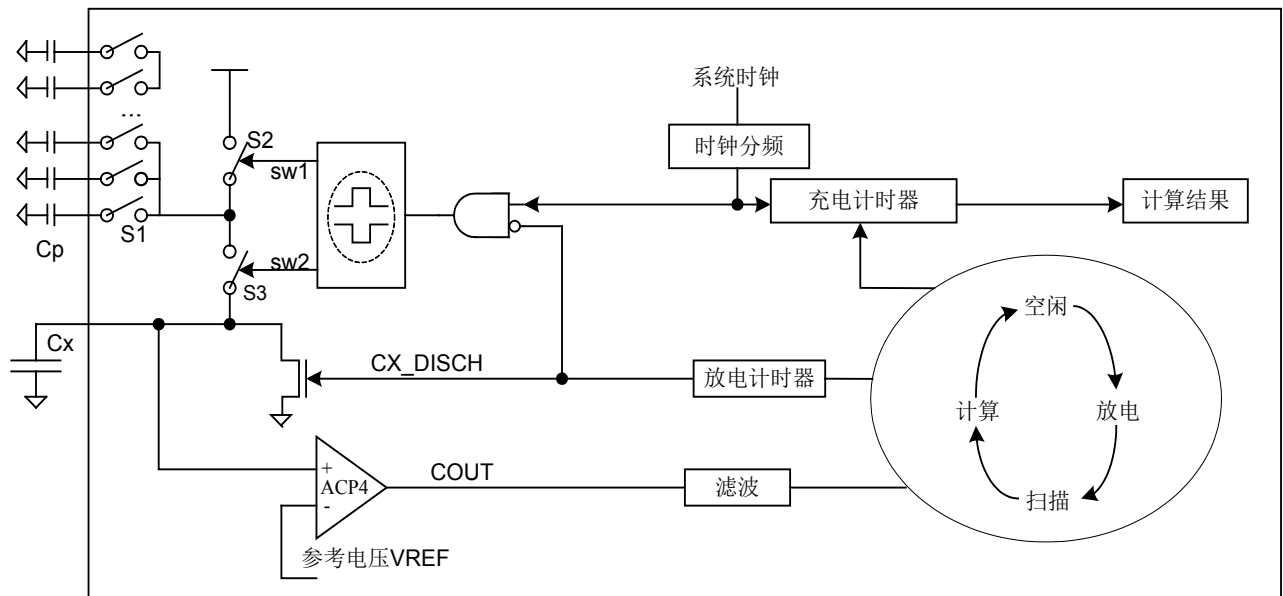 系统时钟
...
S2
时钟分频
sw1
充电计时器
计算结果
S1
Cp
sw2
S3
空闲
Cx
CX_DISCH
放电计时器
计算
放电
+
ACP4
-
COUT
滤波
扫描
参考电压VREF